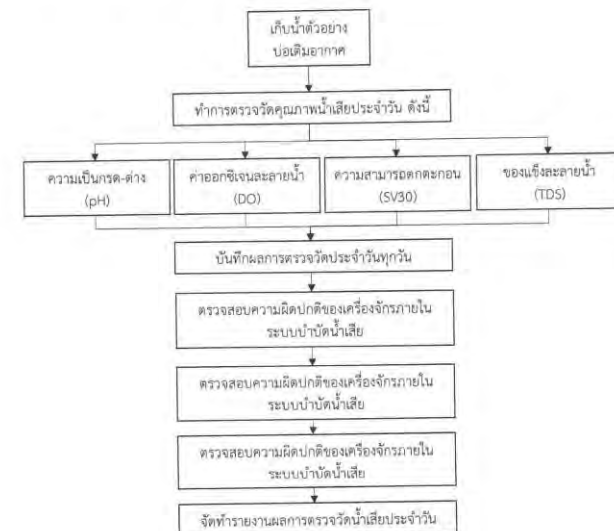 เก็บน้ำตัวอย่าง
บ่อเติมอากาศ
ทำการตรวจวัดคุณภาพน้ำเสียประจำวัน ดังนี้
ความเป็นกรด-ด่าง
(pH)
ค่าออกซิเจนละลายน้ำ
(DO)
ความสามารถตกตะกอน
(SV30)
ของแข็งละลายน้ำ
(TDS)
บันทึกผลการตรวจวัดประจำวันทุกวัน
ตรวจสอบความผิดปกติของเครื่องจักรภายใน
ระบบบำบัดน้ำเสีย
ตรวจสอบความผิดปกติของเครื่องจักรภายใน
ระบบบำบัดน้ำเสีย
ตรวจสอบความผิดปกติของเครื่องจักรภายใน
ระบบบำบัดน้ำเสีย
จัดทำรายงานผลการตรวจวัดน้ำเสียประจำวัน